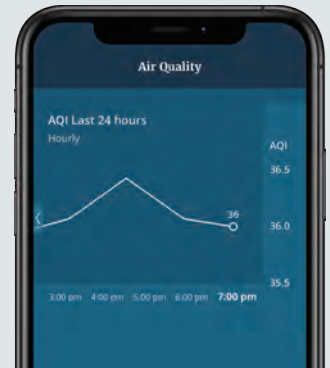 Air Quality
AQI Last 24 hours
Hourly
AQI
36.5
36
36.0
35.5
3:00 pm 4:00 pm 5:00 pm 6:00 pm 7:00 pm